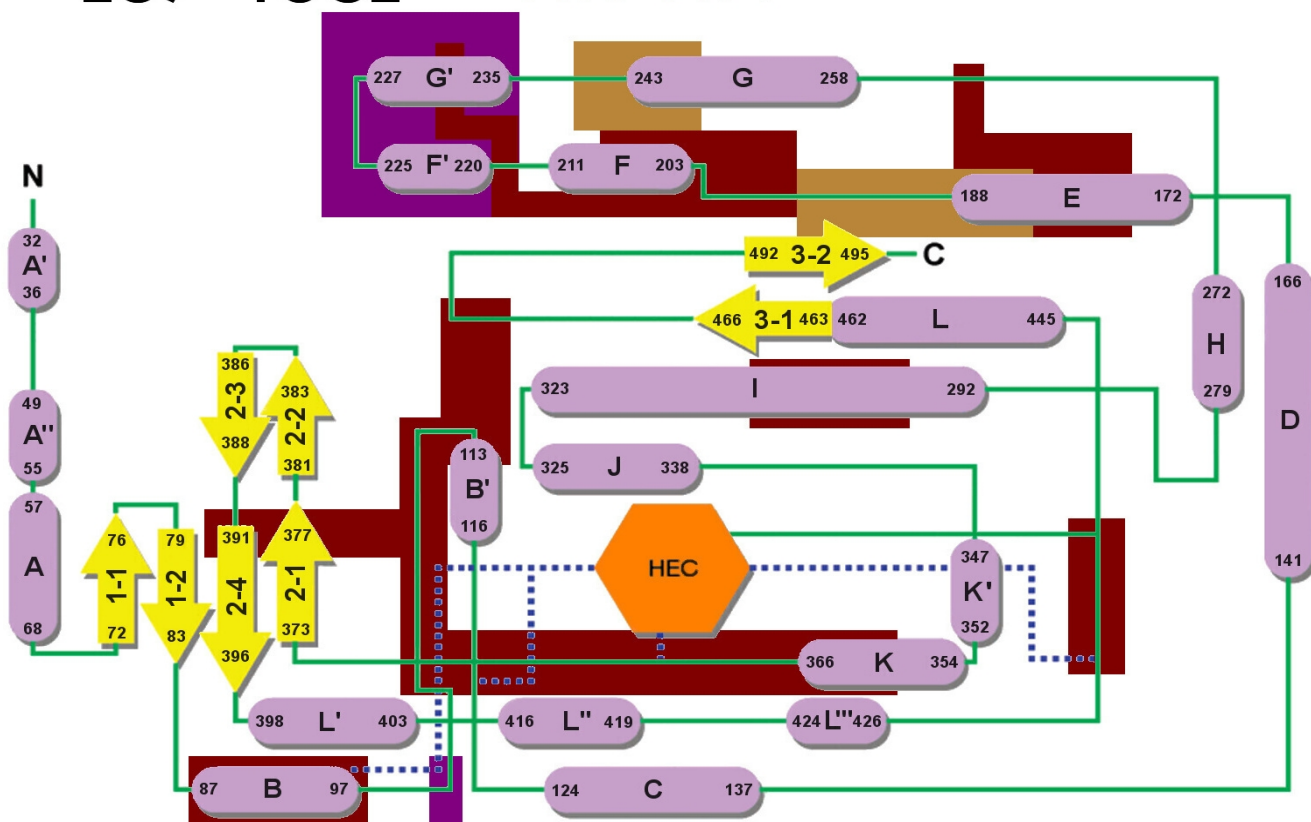 227 G' 235
243 G 258
225 F' 220
211 F 203
N
188 E 172
32 A' 36
492 3-2 495
C
272 H 279
166 D 141
466 3-1 463
462 L 445
323 I 292
49 A'' 55
386 2-3 388
383 2-2 381
113 B' 116
325 J 338
57 A 68
76 1-1 72
79 1-2 83
391 2-4 396
377 2-1 373
HEC
347 K' 352
366 K 354
398 L' 403
416 L'' 419
424 L''' 426
87 B 97
124 C 137